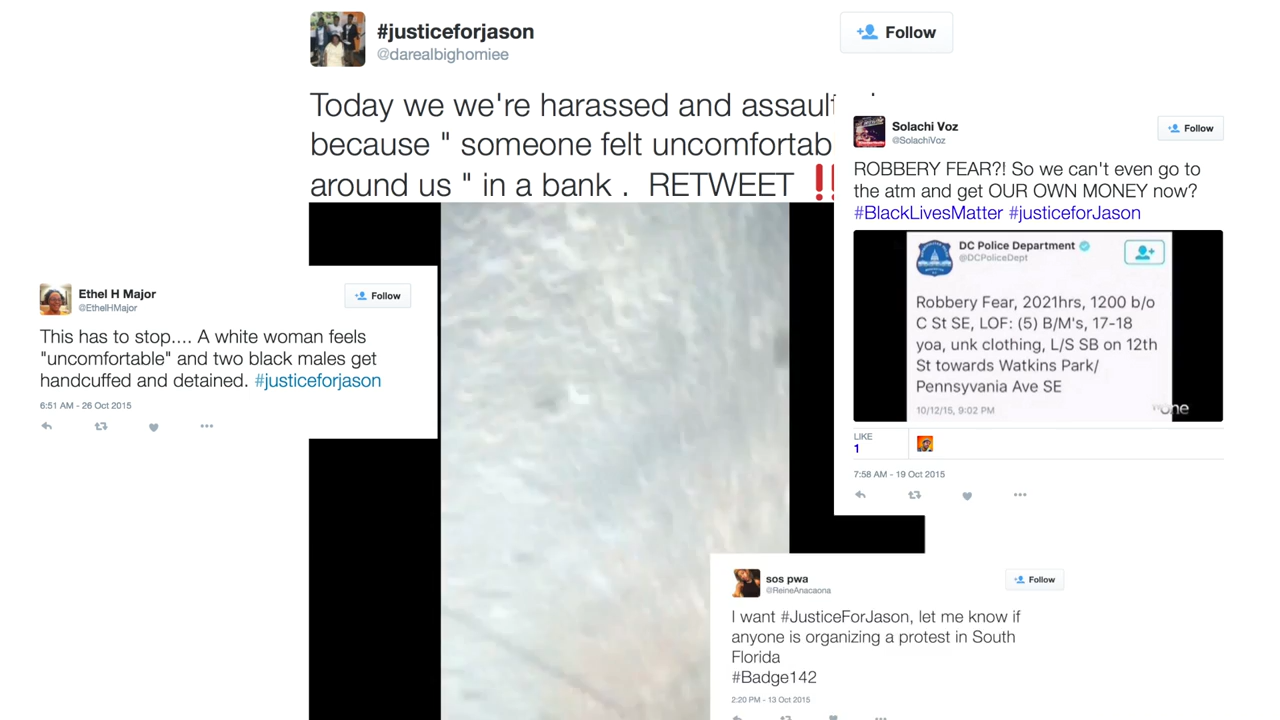 #justiceforjason
@darealbighomiee
Follow
Today we we're harassed and assault
because " someone felt uncomfortab
around us " in a bank . RETWEET ‼
Ethel H Major
@EthelHMajor
Follow
This has to stop.... A white woman feels
"uncomfortable" and two black males get
handcuffed and detained. #justiceforjason
6:51 AM - 26 Oct 2015
Solachi Voz
@SolachiVoz
Follow
ROBBERY FEAR?! So we can't even go to
the atm and get OUR OWN MONEY now?
#BlackLivesMatter #justiceforJason
DC Police Department
@DCPoliceDept
Robbery Fear, 2021hrs, 1200 b/o
C St SE, LOF: (5) B/M's, 17-18
yoa, unk clothing, L/S SB on 12th
St towards Watkins Park/
Pennsyvania Ave SE
10/12/15, 9:02 PM
one
LIKE
1
7:58 AM - 19 Oct 2015
sos pwa
@ReineAnacaona
Follow
I want #JusticeForJason, let me know if
anyone is organizing a protest in South
Florida
#Badge142
2:20 PM - 13 Oct 2015